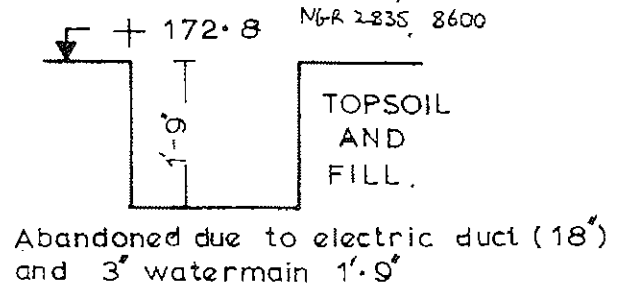 + 172·8
NGR 2835, 8600
1'-9"
TOPSOIL
AND
FILL.
Abandoned due to electric duct (18")
and 3" watermain 1'·9"